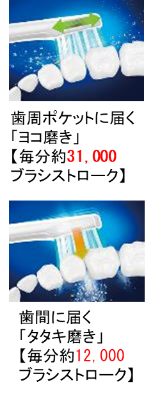 歯周ポケットに届く
「ヨコ磨き」
【毎分約31,000
ブラシストローク】
歯間に届く
「タタキ磨き」
【毎分約12,000
ブラシストローク】